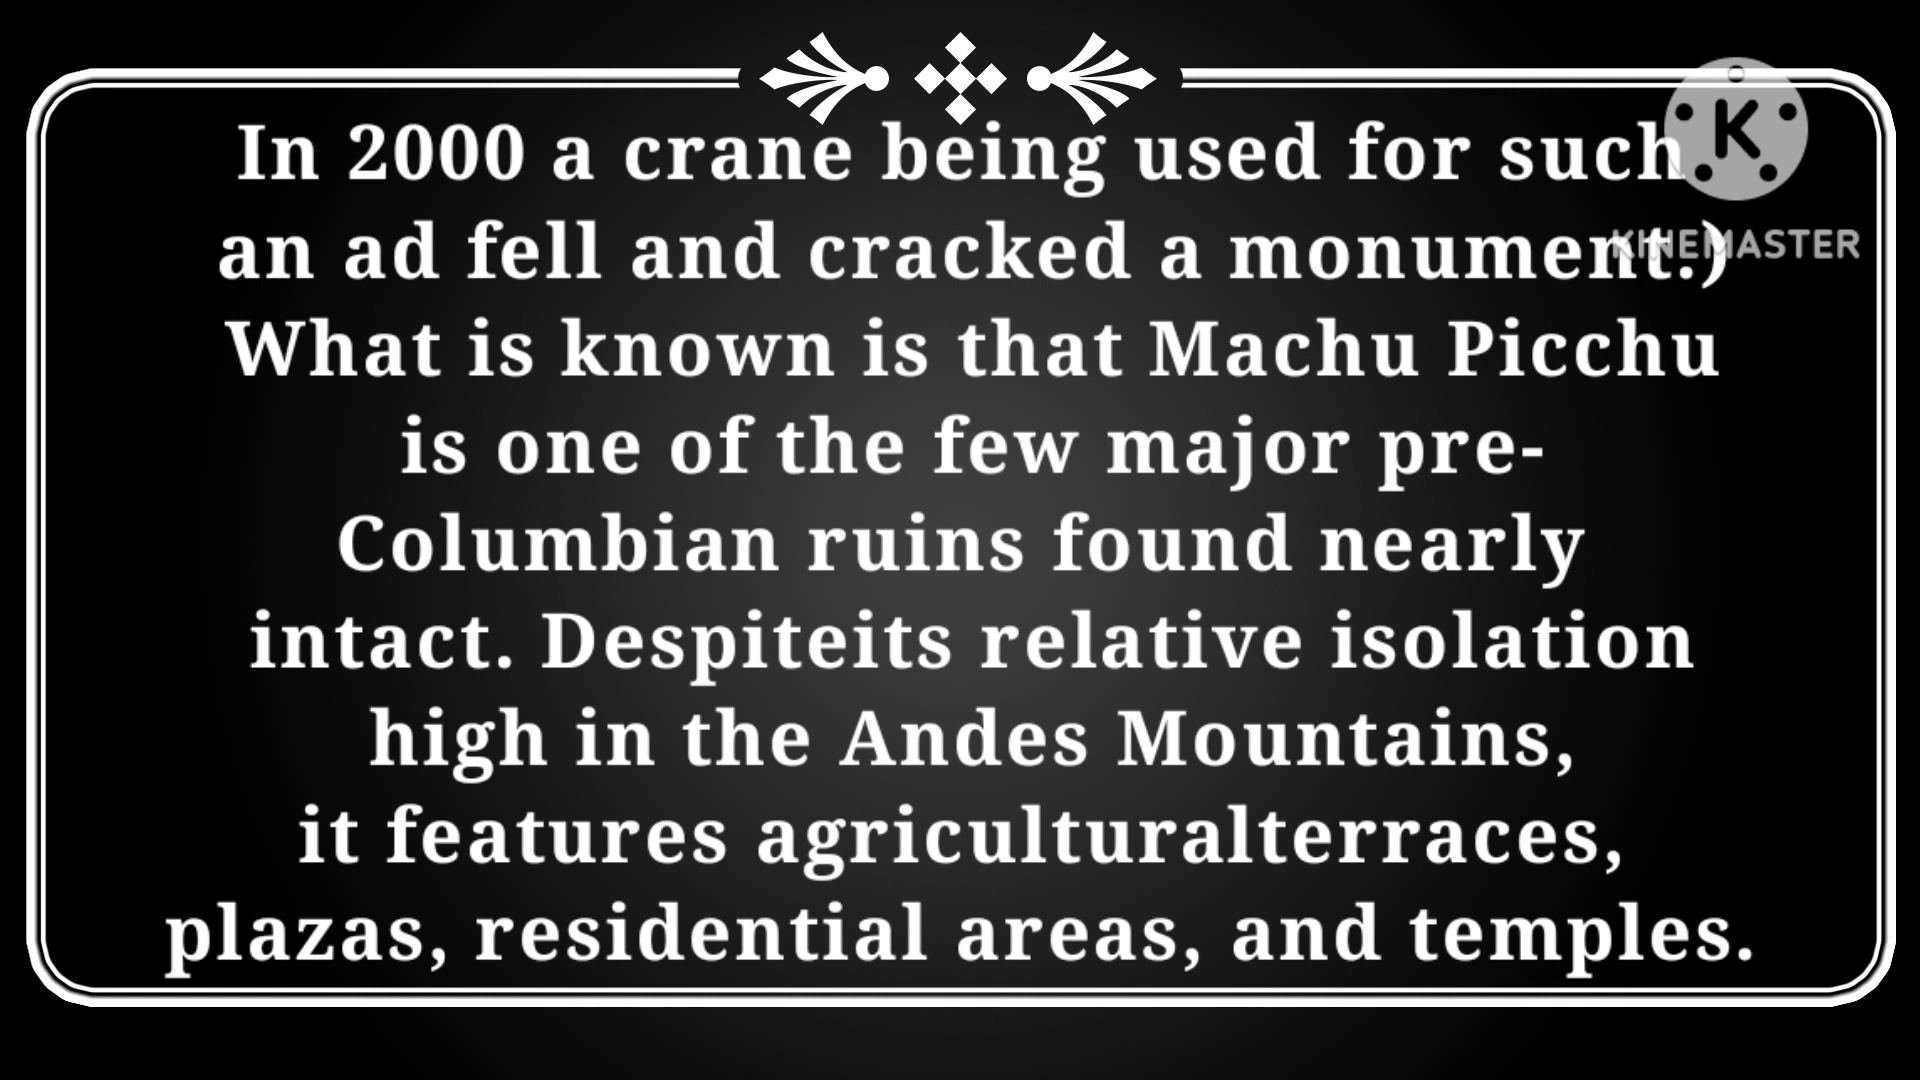 In 2000 a crane being used for such
an ad fell and cracked a monument.)
What is known is that Machu Picchu
is one of the few major pre-
Columbian ruins found nearly
intact. Despiteits relative isolation
high in the Andes Mountains,
it features agriculturalterraces,
plazas, residential areas, and temples.
K
KINEMASTER